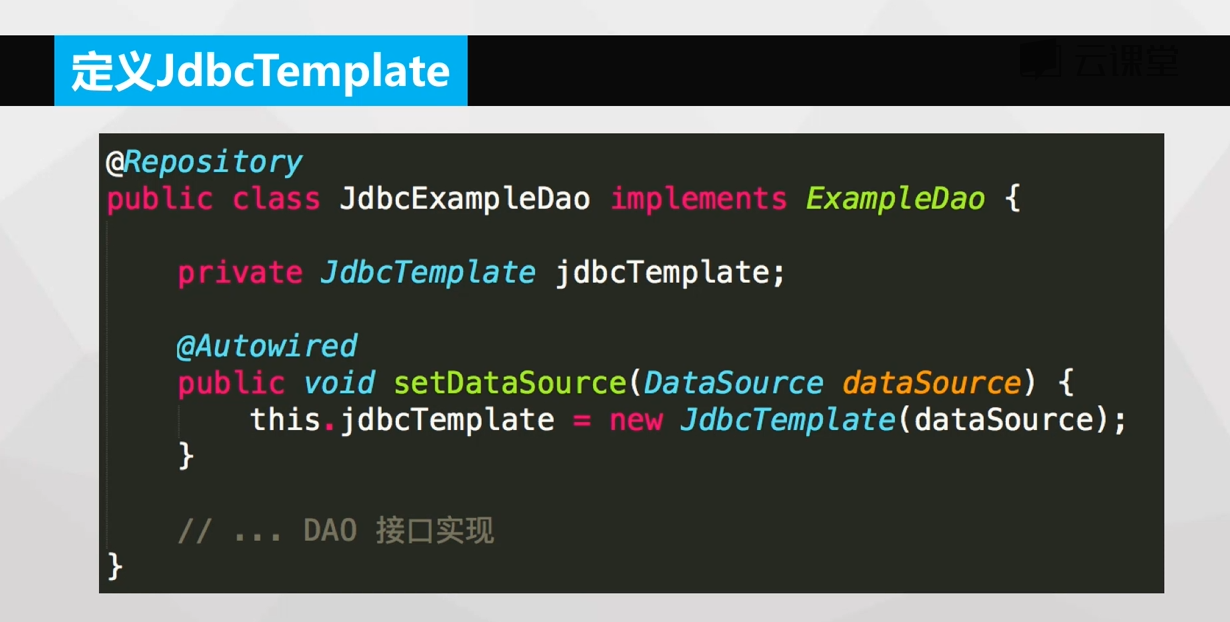 定义JdbcTemplate
云课堂
@Repository
public class JdbcExampleDao implements ExampleDao {
private JdbcTemplate jdbcTemplate;
@Autowired
public void setDataSource(DataSource dataSource) {
this.jdbcTemplate = new JdbcTemplate(dataSource);
}
// ... DAO 接口实现
}